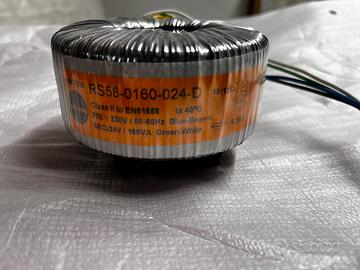 RS58-0160-024-D
Class II to EN61558 ta 40°C
PRI : 230V / 50-60Hz Blue-Brown
SEC:24V / 160VA Green-White